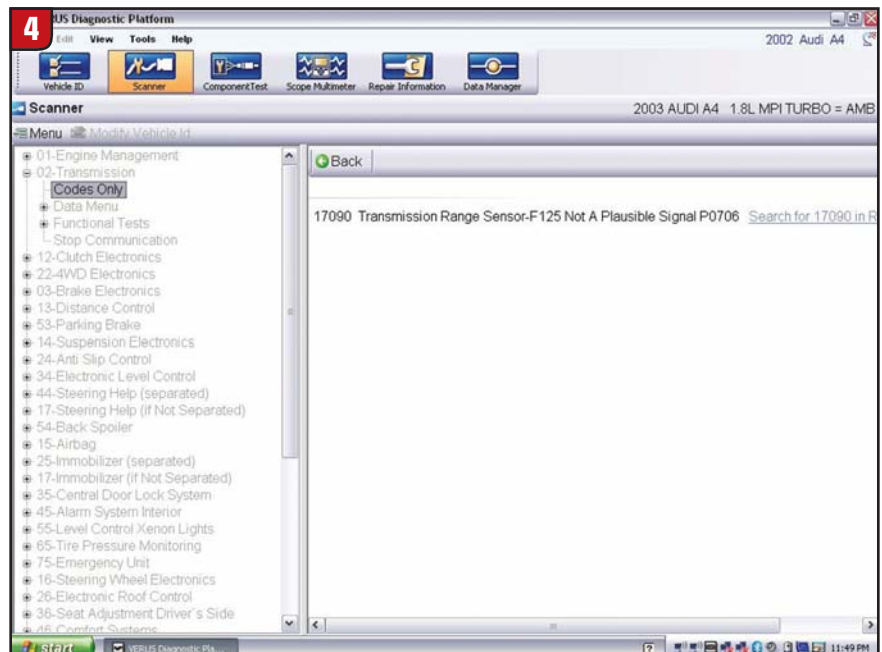 4
US Diagnostic Platform
Edit View Tools Help
2002 Audi A4
Vehicle ID Scanner ComponentTest Scope Multimeter Repair Information Data Manager
Scanner
2003 AUDI A4 1.8L MPI TURBO = AMB
Menu Modify Vehicle Id
01-Engine Management
02-Transmission
Codes Only
Data Menu
Functional Tests
Stop Communication
12-Clutch Electronics
22-4WD Electronics
03-Brake Electronics
13-Distance Control
53-Parking Brake
14-Suspension Electronics
24-Anti Slip Control
34-Electronic Level Control
44-Steering Help (separated)
17-Steering Help (if Not Separated)
54-Back Spoiler
15-Airbag
25-Immobilizer (separated)
17-Immobilizer (if Not Separated)
35-Central Door Lock System
45-Alarm System Interior
55-Level Control Xenon Lights
65-Tire Pressure Monitoring
75-Emergency Unit
16-Steering Wheel Electronics
26-Electronic Roof Control
36-Seat Adjustment Driver's Side
46-Comfort Systems
Back
17090 Transmission Range Sensor-F125 Not A Plausible Signal P0706 Search for 17090 in R
start
VERUS Diagnostic Pla...
11:49 PM